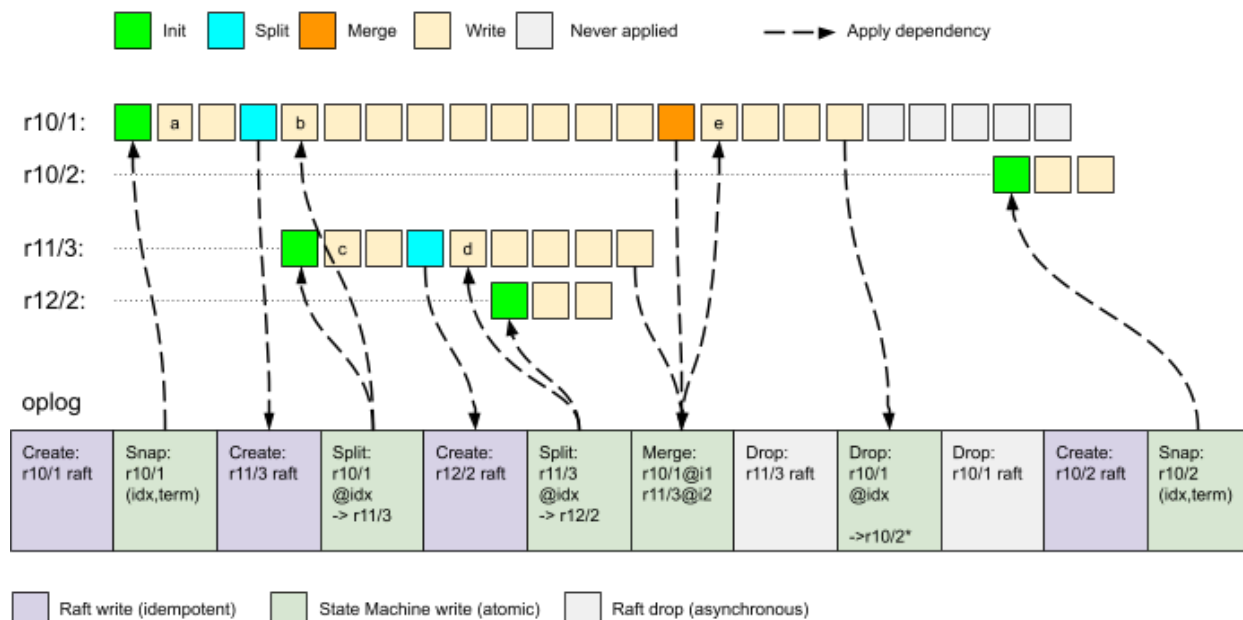 Init Split Merge Write Never applied Apply dependency
r10/1: a b e
r10/2:
r11/3: c d
r12/2:
oplog
Create:
r10/1 raft
Snap:
r10/1
(idx,term)
Create:
r11/3 raft
Split:
r10/1
@idx
-> r11/3
Create:
r12/2 raft
Split:
r11/3
@idx
-> r12/2
Merge:
r10/1@i1
r11/3@i2
Drop:
r11/3 raft
Drop:
r10/1
@idx
->r10/2*
Drop:
r10/1 raft
Create:
r10/2 raft
Snap:
r10/2
(idx,term)
Raft write (idempotent) State Machine write (atomic) Raft drop (asynchronous)